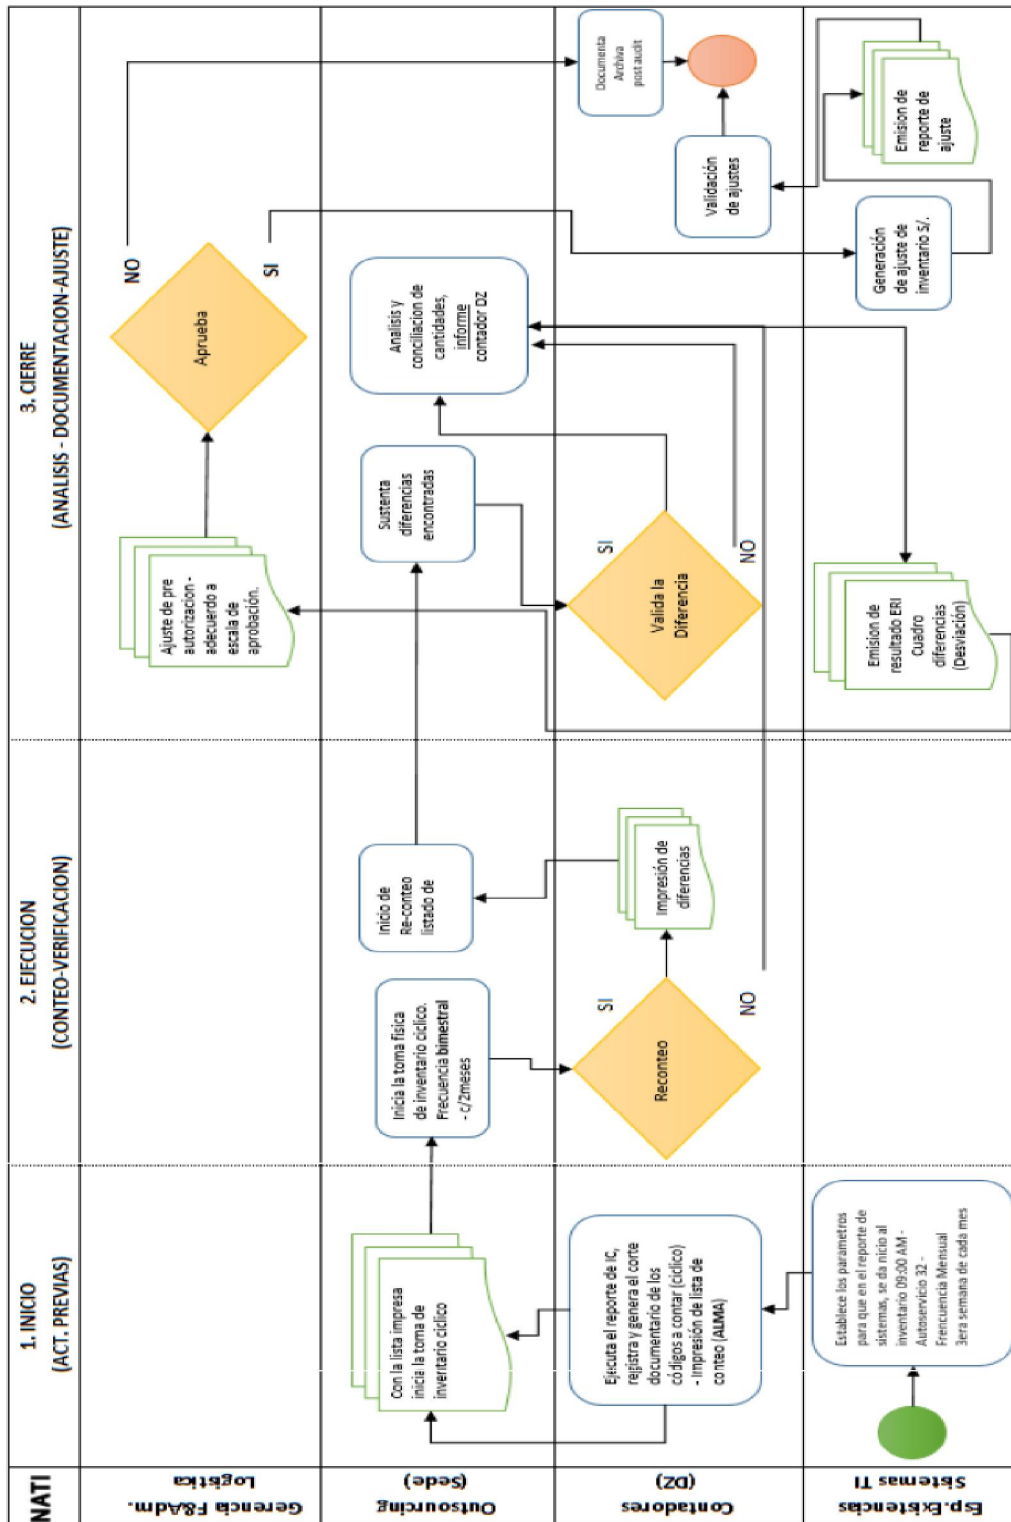 NATI
1. INICIO
(ACT. PREVIAS)
2. EJECUCION
(CONTEO-VERIFICACION)
3. CIERRE
(ANALISIS - DOCUMENTACION-AJUSTE)
Gerencia F&Adm.
Logistica
Ajuste de pre
autorizacion -
adecuerdo a
escala de
aprobación.
Aprueba
NO
SI
Outsourcing
(Sede)
Con la lista impresa
inicia la toma de
inventario ciclico
Inicia la toma fisica
de inventario ciclico.
Frecuencia bimestral
- c/2meses
Inicio de
Re-conteo
listado de
Sustenta
diferencias
encontradas
Analisis y
conciliacion de
cantidades,
informe
contador DZ
Contadores
(DZ)
Ejecuta el reporte de IC,
registra y genera el corte
documentario de los
códigos a contar (ciclico)
- Impresión de lista de
conteo (ALMA)
Reconteo
SI
NO
Impresión de
diferencias
Valida la
Diferencia
SI
NO
Validación
de ajustes
Documenta
Archiva
post audit
Esp. Existencias
Sistemas TI
Establece los parametros
para que en el reporte de
sistemas, se da nicio al
inventario 09:00 AM -
Autoservicio 32 -
Frencuencia Mensual
3era semana de cada mes
Emision de
resultado ERI
Cuadro
diferencias
(Desviación)
Generación
de ajuste de
inventario S/.
Emision de
reporte de
ajuste